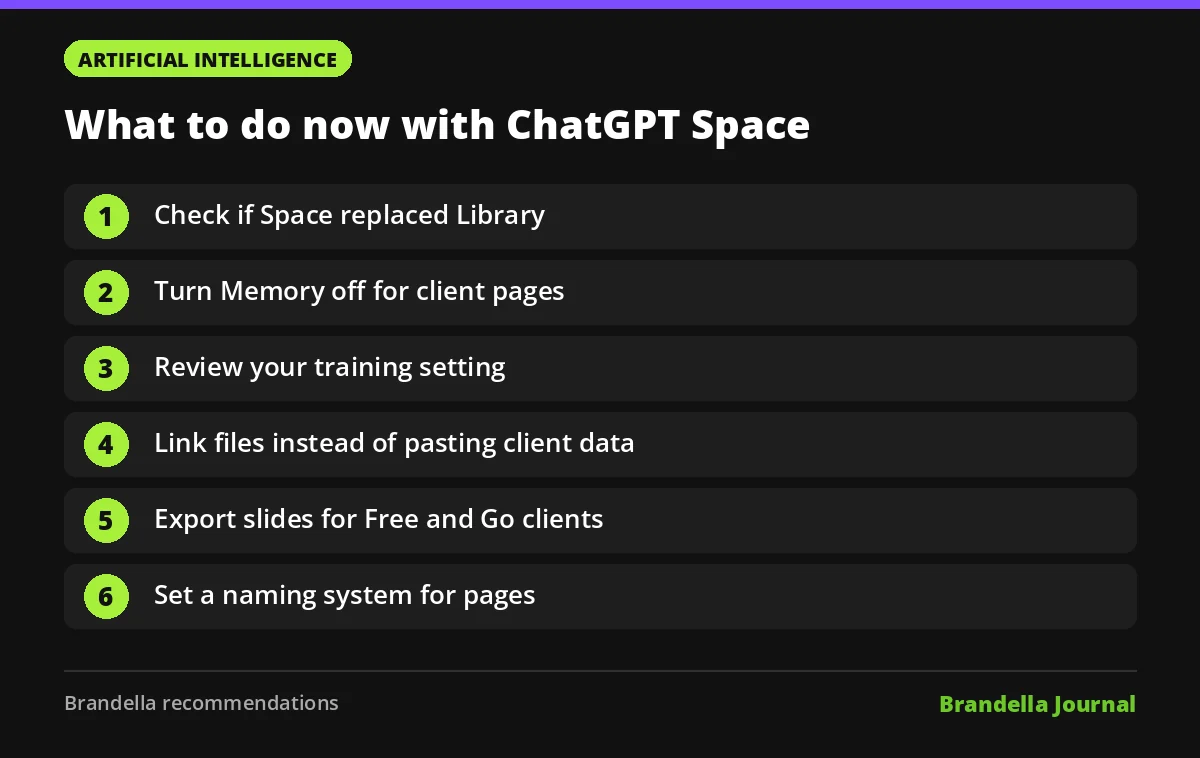 ARTIFICIAL INTELLIGENCE
What to do now with ChatGPT Space
1 Check if Space replaced Library
2 Turn Memory off for client pages
3 Review your training setting
4 Link files instead of pasting client data
5 Export slides for Free and Go clients
6 Set a naming system for pages
Brandella recommendations
Brandella Journal